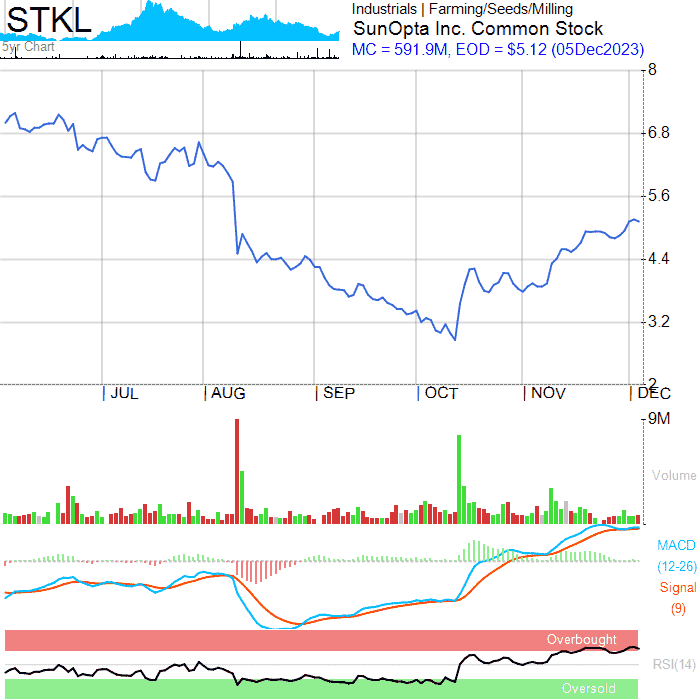 STKL
5yr Chart
Industrials | Farming/Seeds/Milling
SunOpta Inc. Common Stock
MC = 591.9M, EOD = $5.12 (05Dec2023)
8
6.8
5.6
4.4
3.2
2
| JUL | AUG | SEP | OCT | NOV | DEC
9M
Volume
MACD
(12-26)
Signal
(9)
Overbought
RSI(14)
Oversold